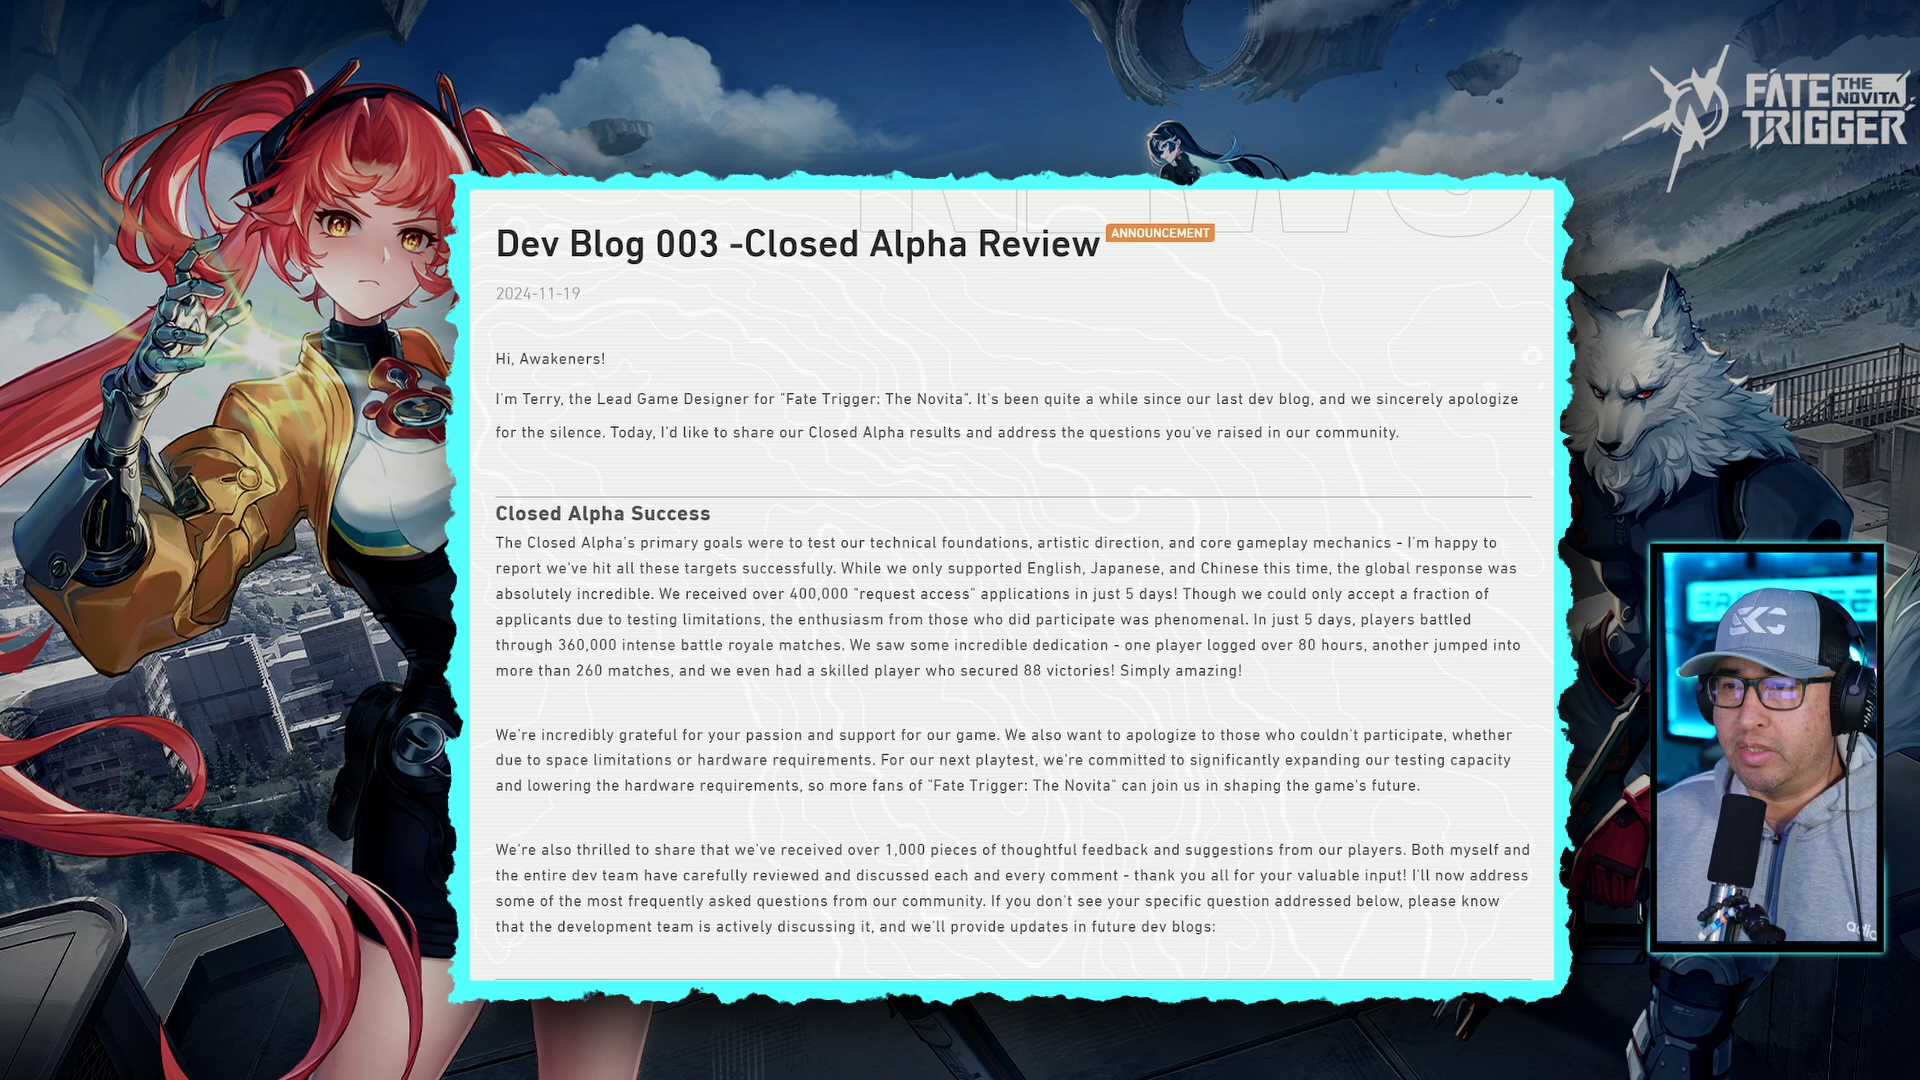 FATE THE NOVITA TRIGGER
NEWS
Dev Blog 003 -Closed Alpha Review ANNOUNCEMENT
2024-11-19
Hi, Awakeners!
I'm Terry, the Lead Game Designer for "Fate Trigger: The Novita". It's been quite a while since our last dev blog, and we sincerely apologize
for the silence. Today, I'd like to share our Closed Alpha results and address the questions you've raised in our community.
Closed Alpha Success
The Closed Alpha's primary goals were to test our technical foundations, artistic direction, and core gameplay mechanics - I'm happy to
report we've hit all these targets successfully. While we only supported English, Japanese, and Chinese this time, the global response was
absolutely incredible. We received over 400,000 "request access" applications in just 5 days! Though we could only accept a fraction of
applicants due to testing limitations, the enthusiasm from those who did participate was phenomenal. In just 5 days, players battled
through 360,000 intense battle royale matches. We saw some incredible dedication - one player logged over 80 hours, another jumped into
more than 260 matches, and we even had a skilled player who secured 88 victories! Simply amazing!
We're incredibly grateful for your passion and support for our game. We also want to apologize to those who couldn't participate, whether
due to space limitations or hardware requirements. For our next playtest, we're committed to significantly expanding our testing capacity
and lowering the hardware requirements, so more fans of "Fate Trigger: The Novita" can join us in shaping the game's future.
We're also thrilled to share that we've received over 1,000 pieces of thoughtful feedback and suggestions from our players. Both myself and
the entire dev team have carefully reviewed and discussed each and every comment - thank you all for your valuable input! I'll now address
some of the most frequently asked questions from our community. If you don't see your specific question addressed below, please know
that the development team is actively discussing it, and we'll provide updates in future dev blogs:
SKG